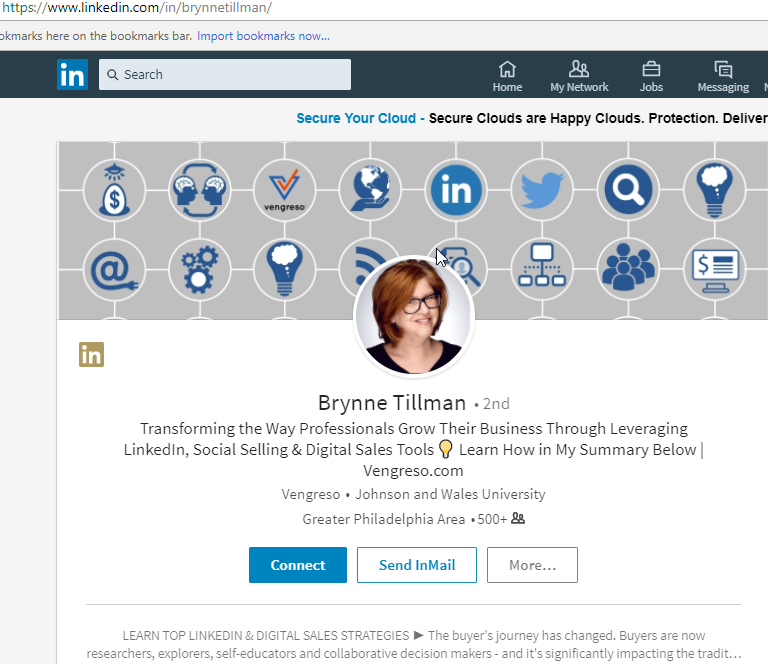 https://www.linkedin.com/in/brynnetillman/
okmarks here on the bookmarks bar. Import bookmarks now...
in Search Home My Network Jobs Messaging
Secure Your Cloud - Secure Clouds are Happy Clouds. Protection. Deliver
$ vengreso in
@ $
in
Brynne Tillman • 2nd
Transforming the Way Professionals Grow Their Business Through Leveraging
LinkedIn, Social Selling & Digital Sales Tools 💡 Learn How in My Summary Below |
Vengreso.com
Vengreso • Johnson and Wales University
Greater Philadelphia Area • 500+
Connect Send InMail More...
LEARN TOP LINKEDIN & DIGITAL SALES STRATEGIES ► The buyer's journey has changed. Buyers are now
researchers, explorers, self-educators and collaborative decision makers - and it's significantly impacting the tradit...